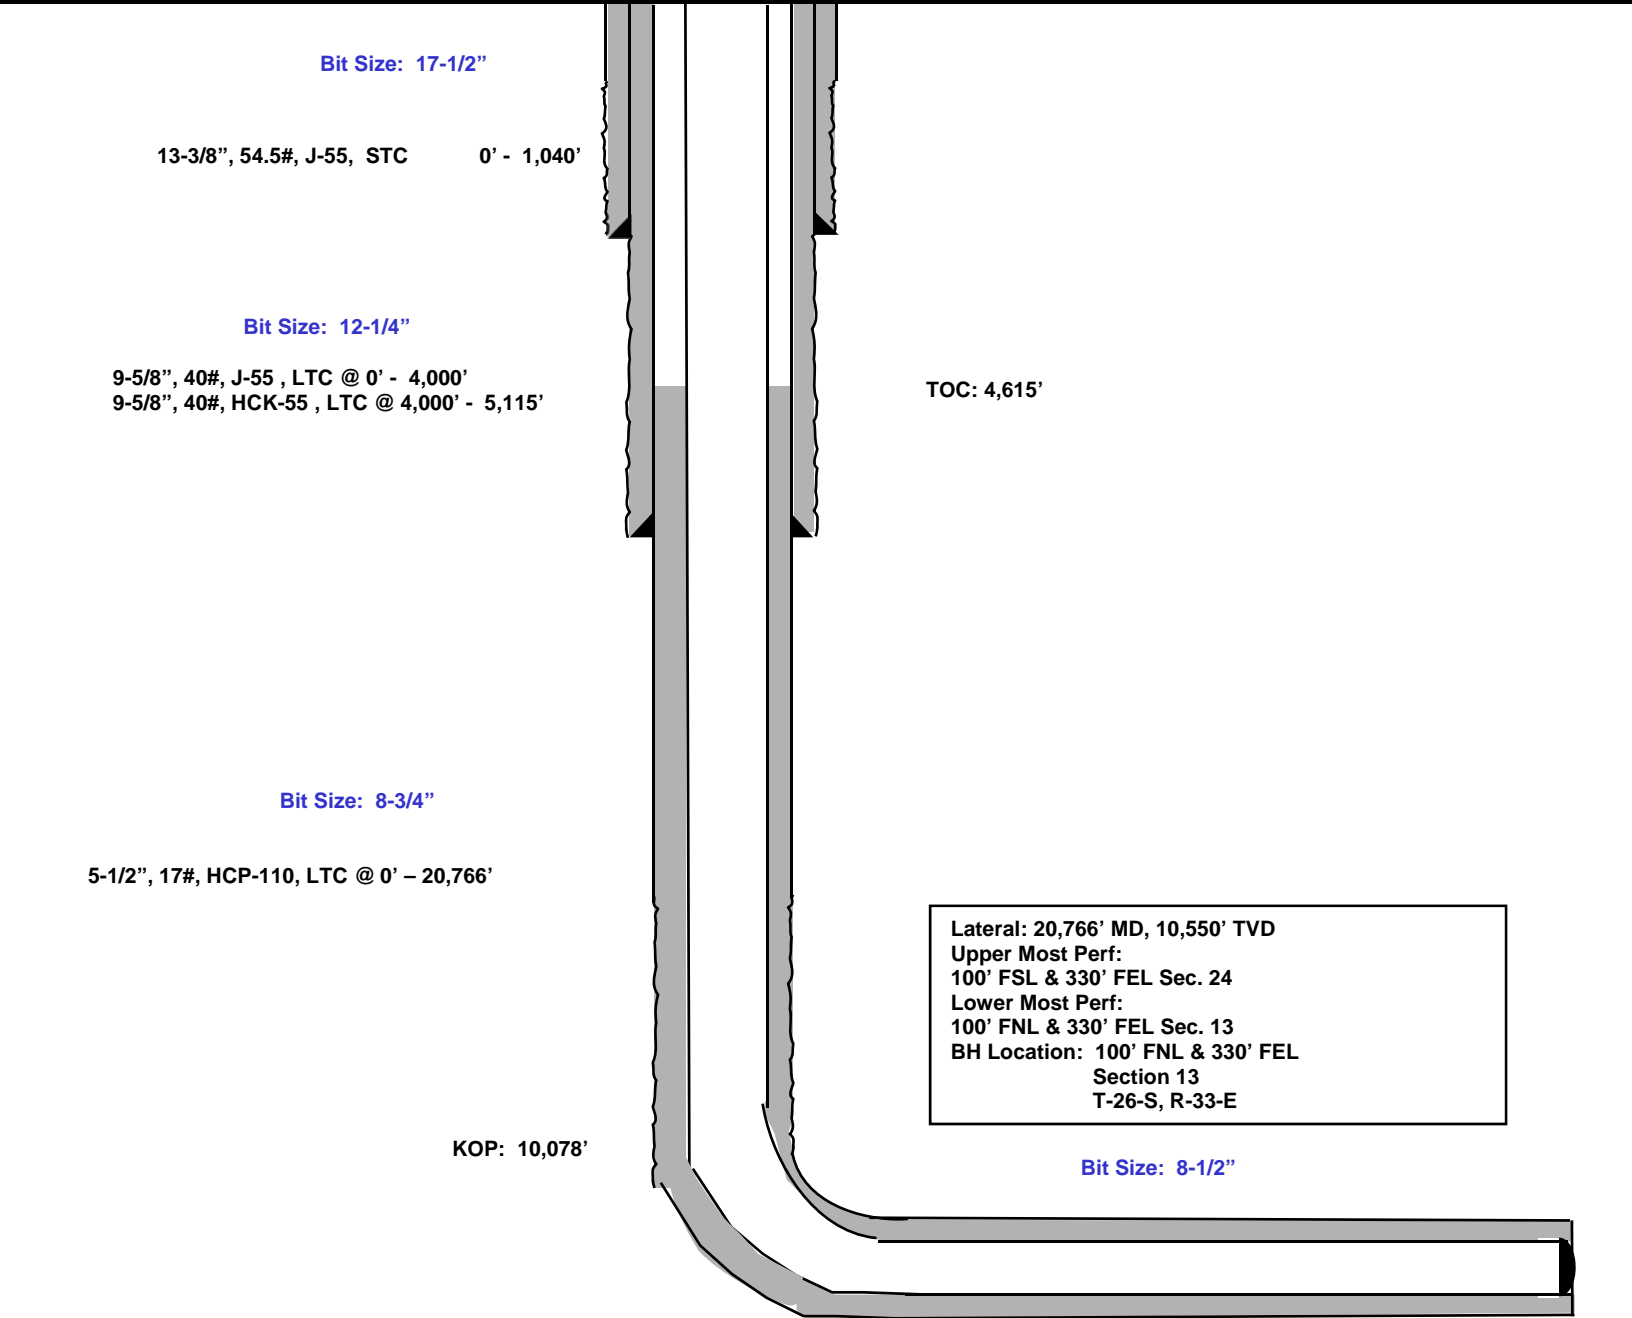 Bit Size: 17-1/2”
13-3/8”, 54.5#, J-55, STC 0’ - 1,040’
Bit Size: 12-1/4”
9-5/8”, 40#, J-55 , LTC @ 0’ - 4,000’
9-5/8”, 40#, HCK-55 , LTC @ 4,000’ - 5,115’
TOC: 4,615’
Bit Size: 8-3/4”
5-1/2”, 17#, HCP-110, LTC @ 0’ – 20,766’
Lateral: 20,766’ MD, 10,550’ TVD
Upper Most Perf:
100’ FSL & 330’ FEL Sec. 24
Lower Most Perf:
100’ FNL & 330’ FEL Sec. 13
BH Location: 100’ FNL & 330’ FEL
Section 13
T-26-S, R-33-E
KOP: 10,078’
Bit Size: 8-1/2”